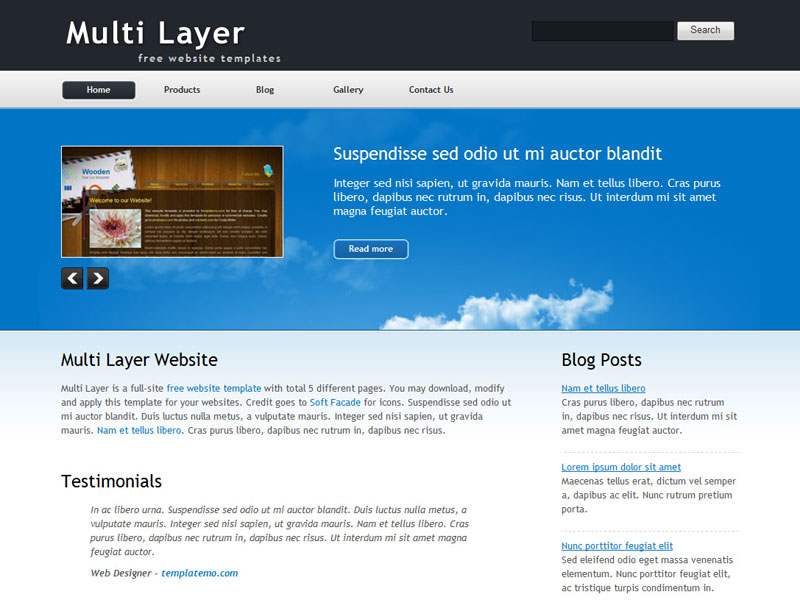 Multi Layer
free website templates
Search
Home Products Blog Gallery Contact Us
Wooden
Welcome to our Website!
Suspendisse sed odio ut mi auctor blandit
Integer sed nisi sapien, ut gravida mauris. Nam et tellus libero. Cras purus
libero, dapibus nec rutrum in, dapibus nec risus. Ut interdum mi sit amet
magna feugiat auctor.
Read more
Multi Layer Website
Multi Layer is a full-site free website template with total 5 different pages. You may download, modify
and apply this template for your websites. Credit goes to Soft Facade for icons. Suspendisse sed odio ut
mi auctor blandit. Duis luctus nulla metus, a vulputate mauris. Integer sed nisi sapien, ut gravida
mauris. Nam et tellus libero. Cras purus libero, dapibus nec rutrum in, dapibus nec risus.
Testimonials
In ac libero urna. Suspendisse sed odio ut mi auctor blandit. Duis luctus nulla metus, a
vulputate mauris. Integer sed nisi sapien, ut gravida mauris. Nam et tellus libero. Cras
purus libero, dapibus nec rutrum in, dapibus nec risus. Ut interdum mi sit amet magna
feugiat auctor.
Web Designer - templatemo.com
Blog Posts
Nam et tellus libero
Cras purus libero, dapibus nec rutrum
in, dapibus nec risus. Ut interdum mi sit
amet magna feugiat auctor.
Lorem ipsum dolor sit amet
Maecenas tellus erat, dictum vel semper
a, dapibus ac elit. Nunc rutrum pretium
porta.
Nunc porttitor feugiat elit
Sed eleifend odio eget massa venenatis
elementum. Nunc porttitor feugiat elit,
ac tristique turpis condimentum in.